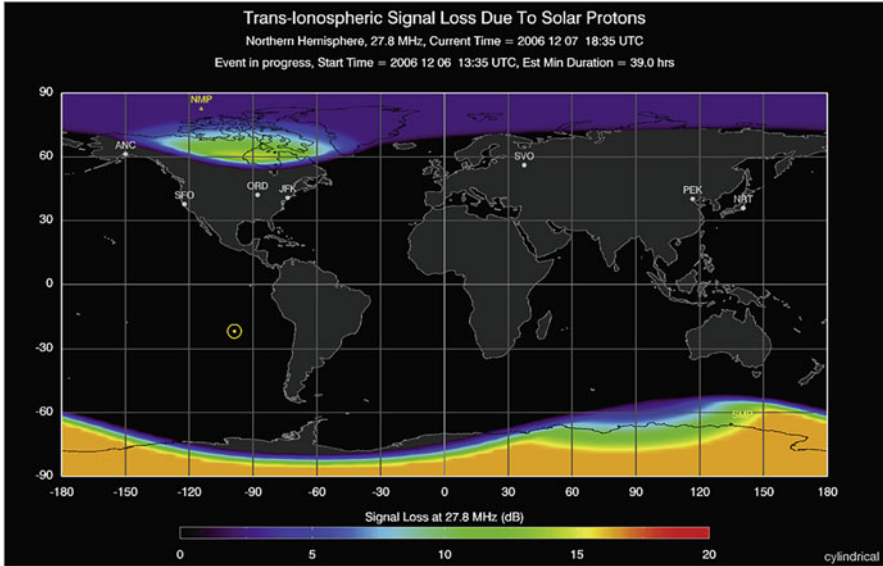 Trans-Ionospheric Signal Loss Due To Solar Protons
Northern Hemisphere, 27.8 MHz, Current Time = 2006 12 07 18:35 UTC
Event in progress, Start Time = 2006 12 06 13:35 UTC, Est Min Duration = 39.0 hrs
90
NMP
60
ANC
SVO
SFO
ORD
JFK
PEK
NRT
30
0
-30
-60
SMP
-90
-180 -150 -120 -90 -60 -30 0 30 60 90 120 150 180
Signal Loss at 27.8 MHz (dB)
0 5 10 15 20
cylindrical